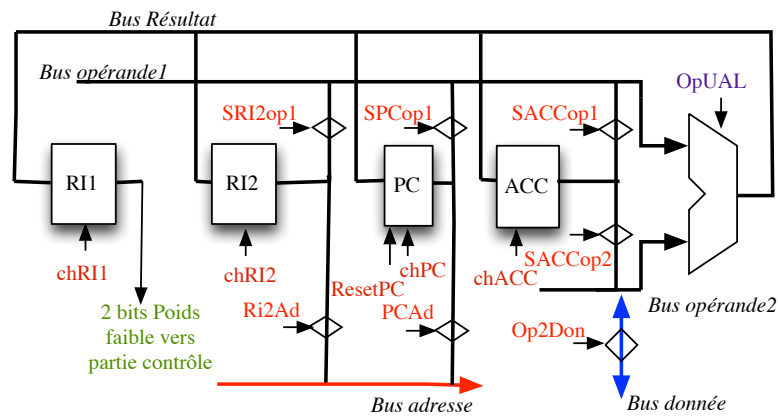 Bus Résultat
Bus opérande1
OpUAL
SRI2op1
SPCop1
SACCop1
RI1
RI2
PC
ACC
chRI1
chRI2
ResetPC
chPC
chACC
SACCop2
2 bits Poids
faible vers
partie contrôle
Ri2Ad
PCAd
Op2Don
Bus opérande2
Bus adresse
Bus donnée